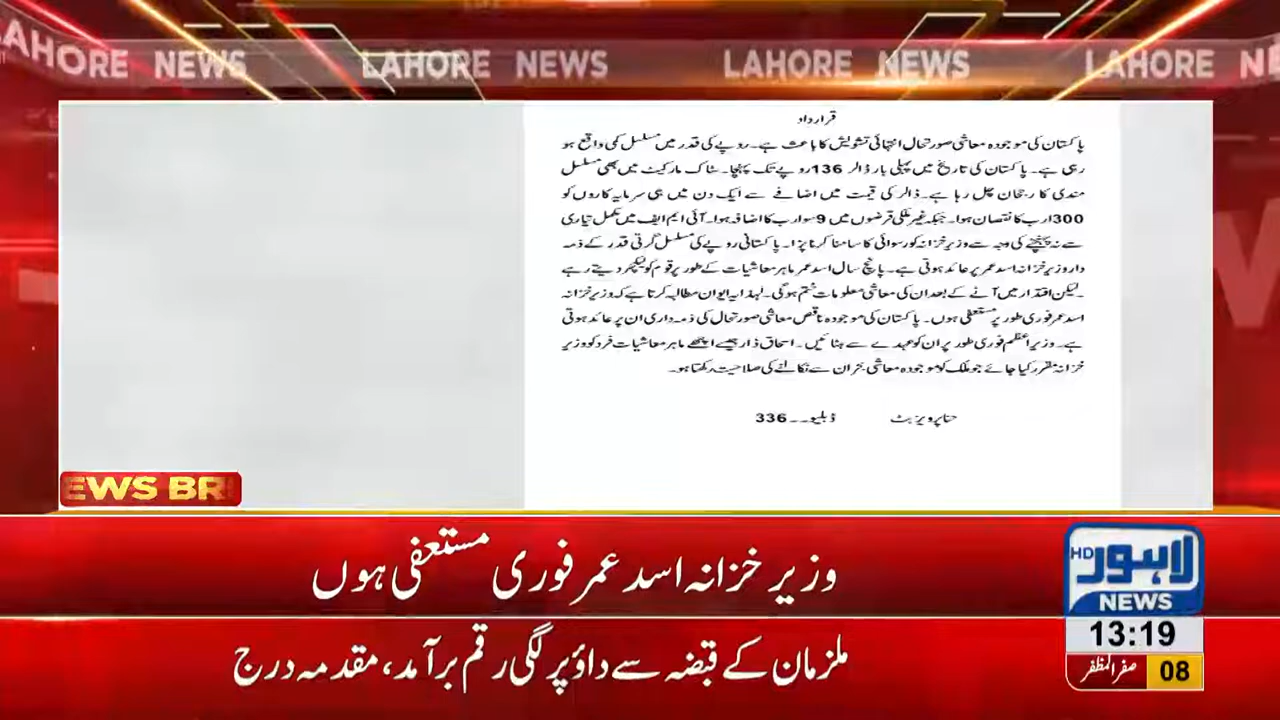 LAHORE NEWS LAHORE NEWS LAHORE NEWS LAHORE NE
قرارداد
پاکستان کی موجودہ معاشی صورتحال انتہائی تشویش کا باعث ہے۔ روپے کی قدر میں مسلسل کمی واقع ہو
رہی ہے۔ پاکستان کی تاریخ میں پہلی بار ڈالر 136 روپے تک پہنچا۔ سٹاک مارکیٹ میں بھی مسلسل
مندی کا رجحان چل رہا ہے۔ ڈالر کی قیمت میں اضافے سے ایک دن میں ہی سرمایہ کاروں کو
300 ارب کا نقصان ہوا۔ جبکہ غیر ملکی قرضوں میں 9 سو ارب کا اضافہ ہوا۔ آئی ایم ایف میں مکمل تیاری
سے نہ پہنچنے کی وجہ سے وزیر خزانہ کو رسوائی کا سامنا کرنا پڑا۔ پاکستانی روپے کی مسلسل گرتی قدر کے ذمہ
دار وزیر خزانہ اسد عمر پر عائد ہوتی ہے۔ پانچ سال اسد عمر ماہر معاشیات کے طور پر قوم کو لیکچر دیتے رہے
۔ لیکن اقتدار میں آنے کے بعد ان کی معاشی معلومات ختم ہوگی۔ لہذا یہ ایوان مطالبہ کرتا ہے کہ وزیر خزانہ
اسد عمر فوری طور پر مستعفی ہوں۔ پاکستان کی موجودہ ناقص معاشی صورتحال کی ذمہ داری ان پر عائد ہوتی
ہے۔ وزیر اعظم فوری طور پر ان کو عہدے سے ہٹائیں۔ اسحاق ڈار جیسے اچھے ماہر معاشیات فرد کو وزیر
خزانہ مقرر کیا جائے جو ملک کو موجودہ معاشی بحران سے نکالنے کی صلاحیت رکھتا ہو۔
حنا پرویز بٹ ڈبلیو۔۔336
EWS BR
وزیر خزانہ اسد عمر فوری مستعفی ہوں
ملزمان کے قبضہ سے داؤ پر لگی رقم برآمد، مقدمہ درج
لاہور HD
NEWS
13:19
صفر المظفر 08